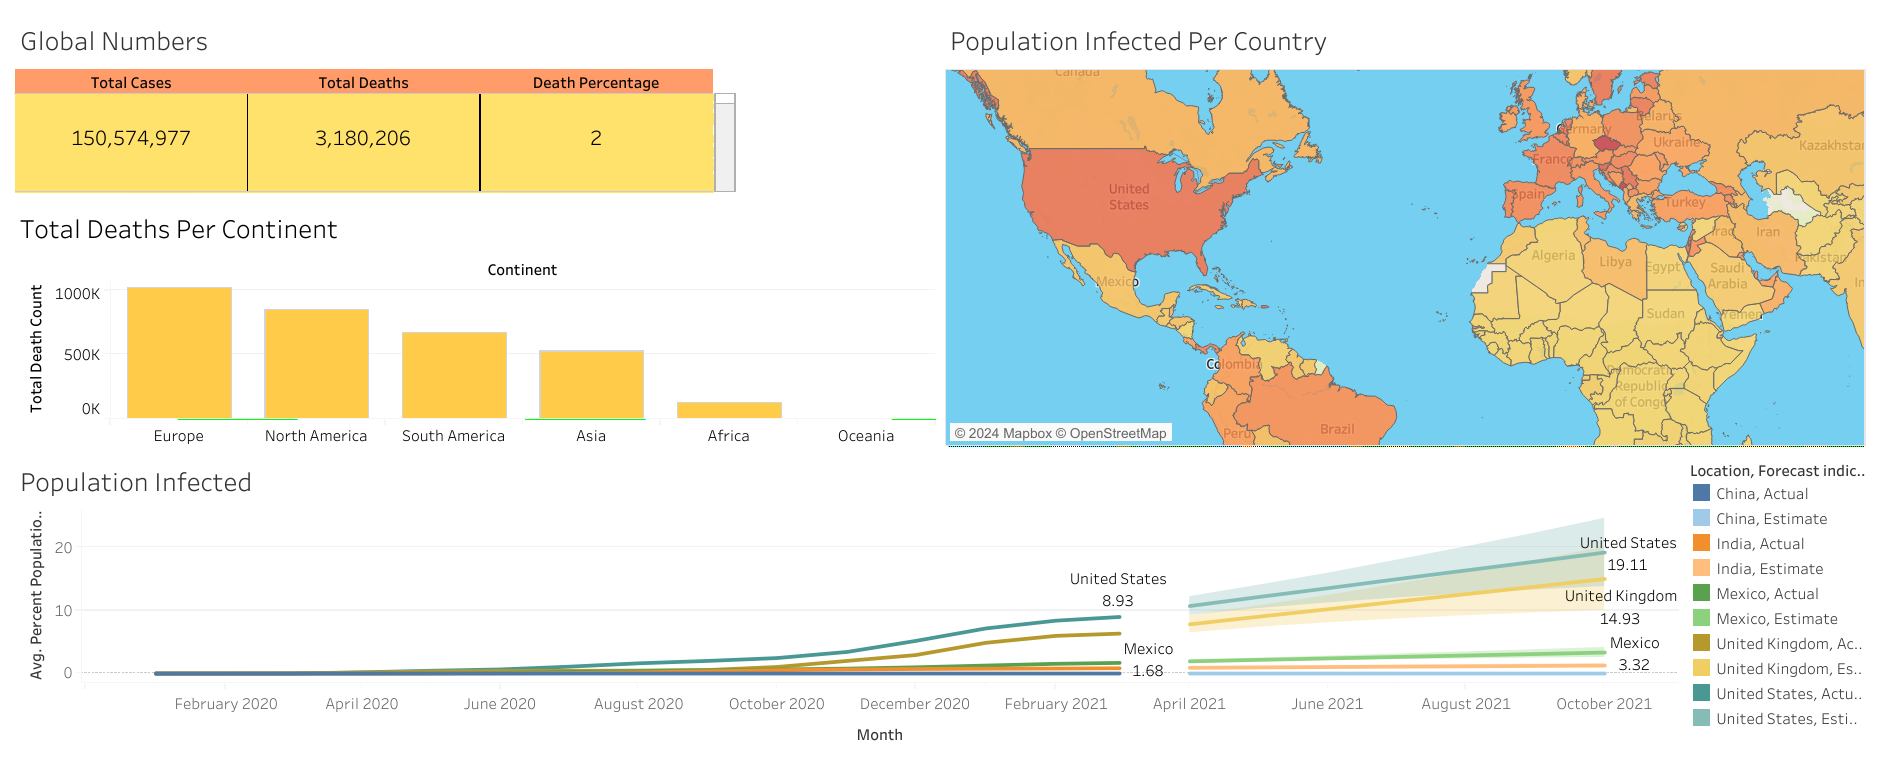 Global Numbers
Total Cases Total Deaths Death Percentage
150,574,977 3,180,206 2
Total Deaths Per Continent
Continent
Total Death Count
1000K
500K
0K
Europe North America South America Asia Africa Oceania
Population Infected Per Country
Canada
United
States
Mexico
Colombia
Peru
Brazil
Belarus
Germany
Ukraine
France
Kazakhstar
Spain
Turkey
Iraq
Iran
Algeria
Libya
Egypt
Pakistan
Saudi
Arabia
In
Sudan
Yemen
Democrati
Republic
of Congo
© 2024 Mapbox © OpenStreetMap
Population Infected
Avg. Percent Populatio..
20
10
0
United States
8.93
Mexico
1.68
United States
19.11
United Kingdom
14.93
Mexico
3.32
February 2020 April 2020 June 2020 August 2020 October 2020 December 2020 February 2021 April 2021 June 2021 August 2021 October 2021
Month
Location, Forecast indic..
China, Actual
China, Estimate
India, Actual
India, Estimate
Mexico, Actual
Mexico, Estimate
United Kingdom, Ac..
United Kingdom, Es..
United States, Actu..
United States, Esti..